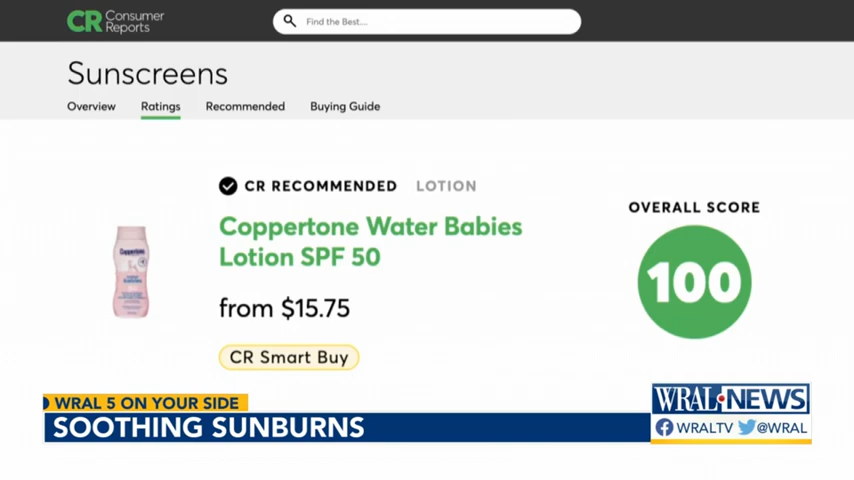 CR Consumer
Reports
Find the Best....
Sunscreens
Overview Ratings Recommended Buying Guide
CR RECOMMENDED LOTION
OVERALL SCORE
Coppertone Water Babies
Lotion SPF 50
100
from $15.75
Coppertone
CR Smart Buy
WRAL 5 ON YOUR SIDE
SOOTHING SUNBURNS
WRAL NEWS
WRALTV @WRAL